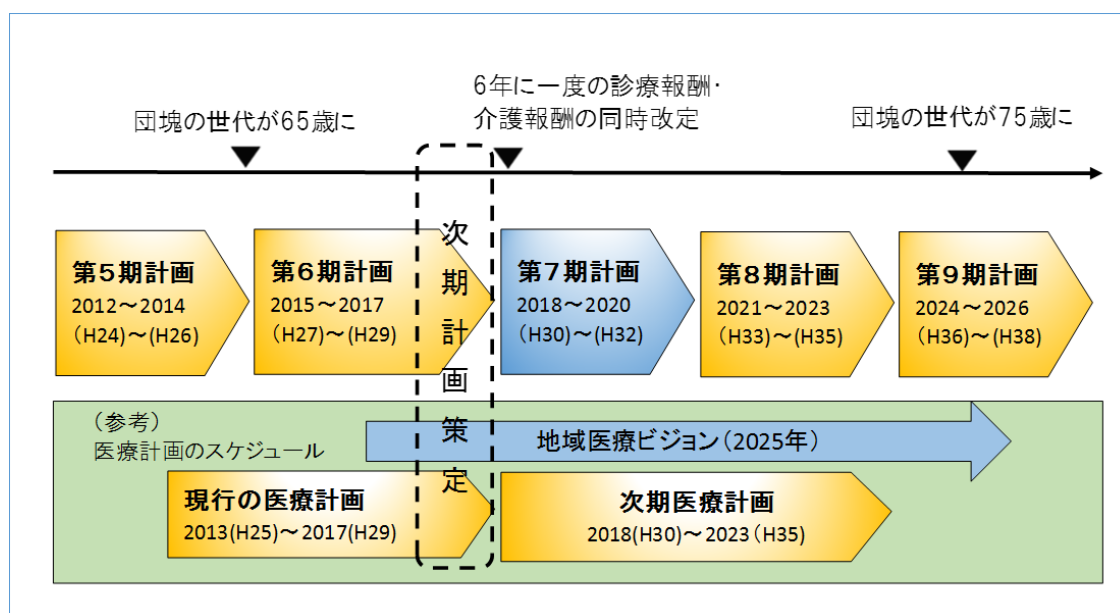 団塊の世代が65歳に
6年に一度の診療報酬・
介護報酬の同時改定
団塊の世代が75歳に
第5期計画
2012～2014
（H24）～（H26）
第6期計画
2015～2017
（H27）～（H29）
次期計画策定
第7期計画
2018～2020
（H30）～（H32）
第8期計画
2021～2023
（H33）～（H35）
第9期計画
2024～2026
（H36）～（H38）
（参考）
医療計画のスケジュール
地域医療ビジョン（2025年）
現行の医療計画
2013(H25)～2017(H29)
次期医療計画
2018(H30)～2023（H35）